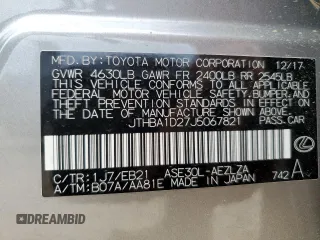 MFD.BY: TOYOTA MOTOR CORPORATION 12/17
GVWR 4630LB GAWR FR 2400LB RR 2545LB
THIS VEHICLE CONFORMS TO ALL APPLICABLE
FEDERAL MOTOR VEHICLE SAFETY, BUMPER, AND
THEFT PREVENTION STANDARDS IN EFFECT ON THE DATE
OF MANUFACTURE SHOWN ABOVE.
JTHBA1D27J5067821 PASS.CAR
C/TR: 1J7/EB21 ASE30L-AEZLZA
A/TM: B07A/AA81E MADE IN JAPAN 742 A
DREAMBID